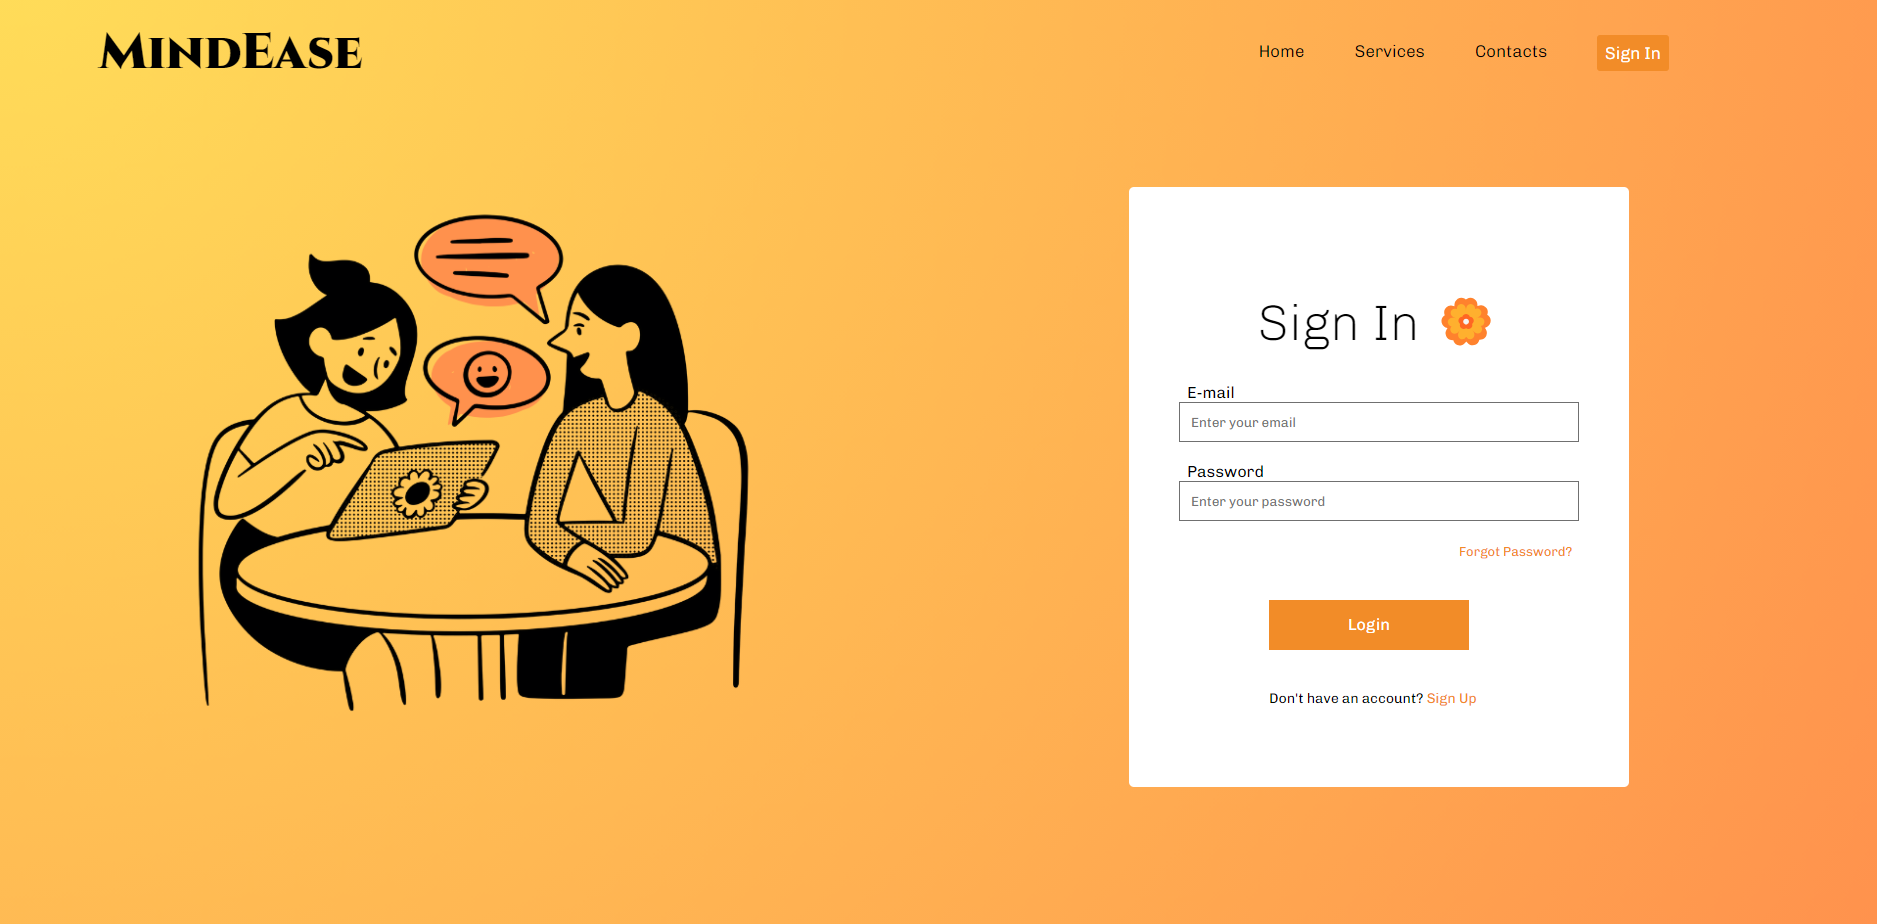 MindEase
Home Services Contacts Sign In
Sign In
E-mail
Enter your email
Password
Enter your password
Forgot Password?
Login
Don't have an account? Sign Up